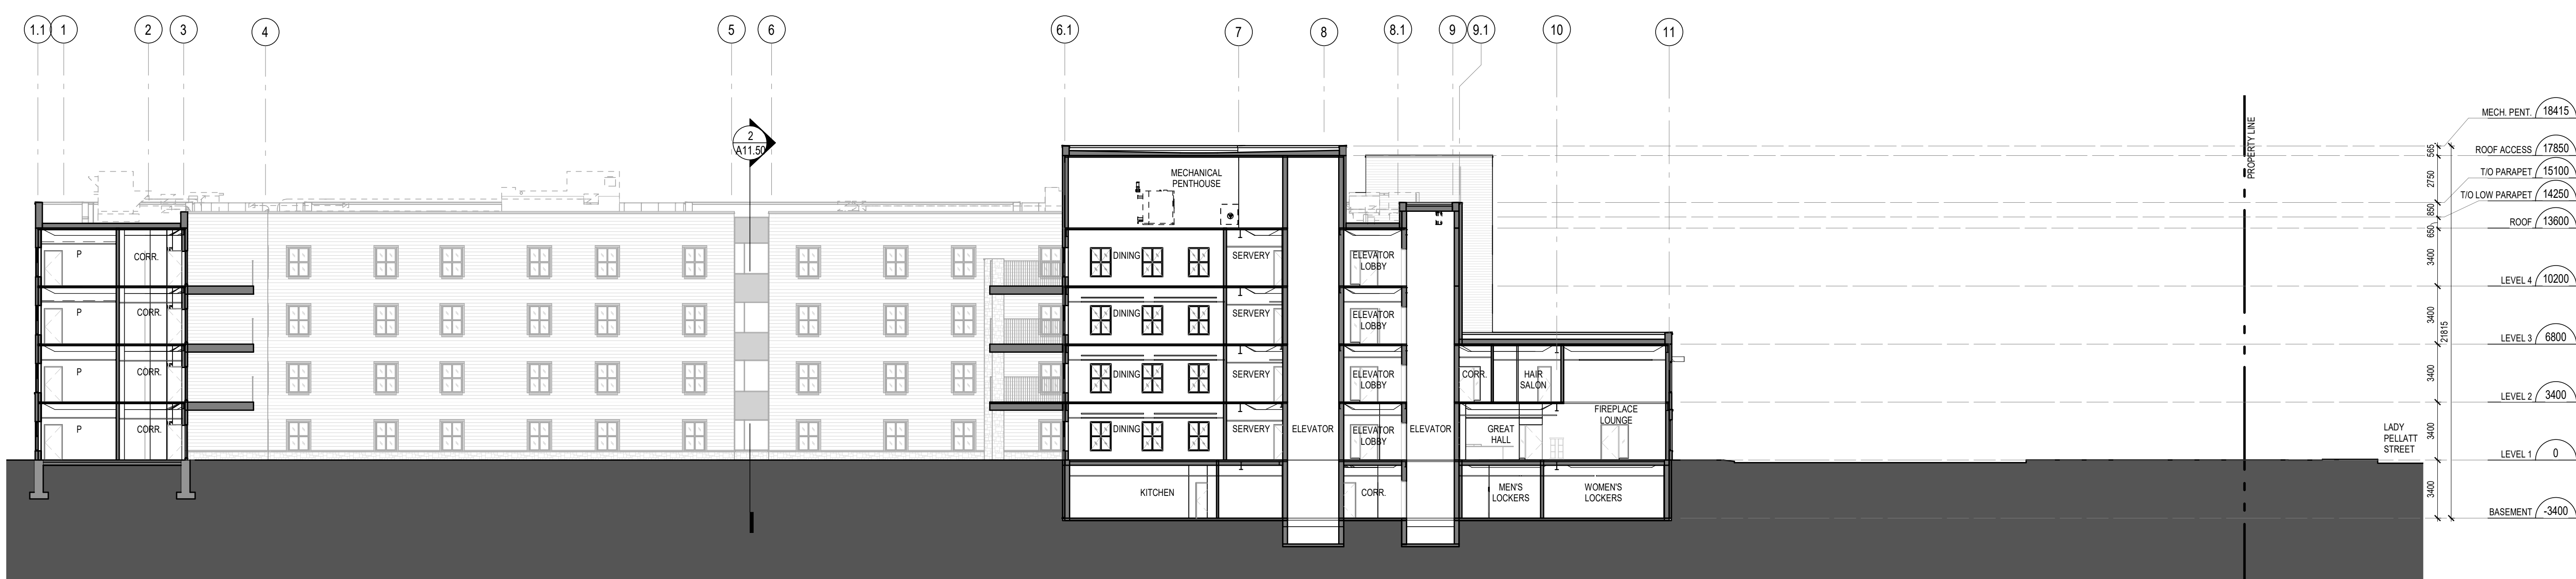 1.1 1 2 3 4 5 6 6.1 7 8 8.1 9 9.1 10 11
2
A11.50
PROPERTY LINE
MECH. PENT. 18415
ROOF ACCESS 17850
T/O PARAPET 15100
T/O LOW PARAPET 14250
ROOF 13600
LEVEL 4 10200
LEVEL 3 6800
LEVEL 2 3400
LEVEL 1 0
BASEMENT -3400
565
2750
850
650
3400
3400
3400
3400
3400
21815
MECHANICAL
PENTHOUSE
P CORR. DINING SERVERY ELEVATOR
LOBBY
P CORR. DINING SERVERY ELEVATOR
LOBBY
P CORR. DINING SERVERY ELEVATOR
LOBBY
CORR. HAIR
SALON
P CORR. DINING SERVERY ELEVATOR ELEVATOR
LOBBY
ELEVATOR GREAT
HALL
FIREPLACE
LOUNGE
LADY
PELLATT
STREET
KITCHEN CORR. MEN'S
LOCKERS
WOMEN'S
LOCKERS